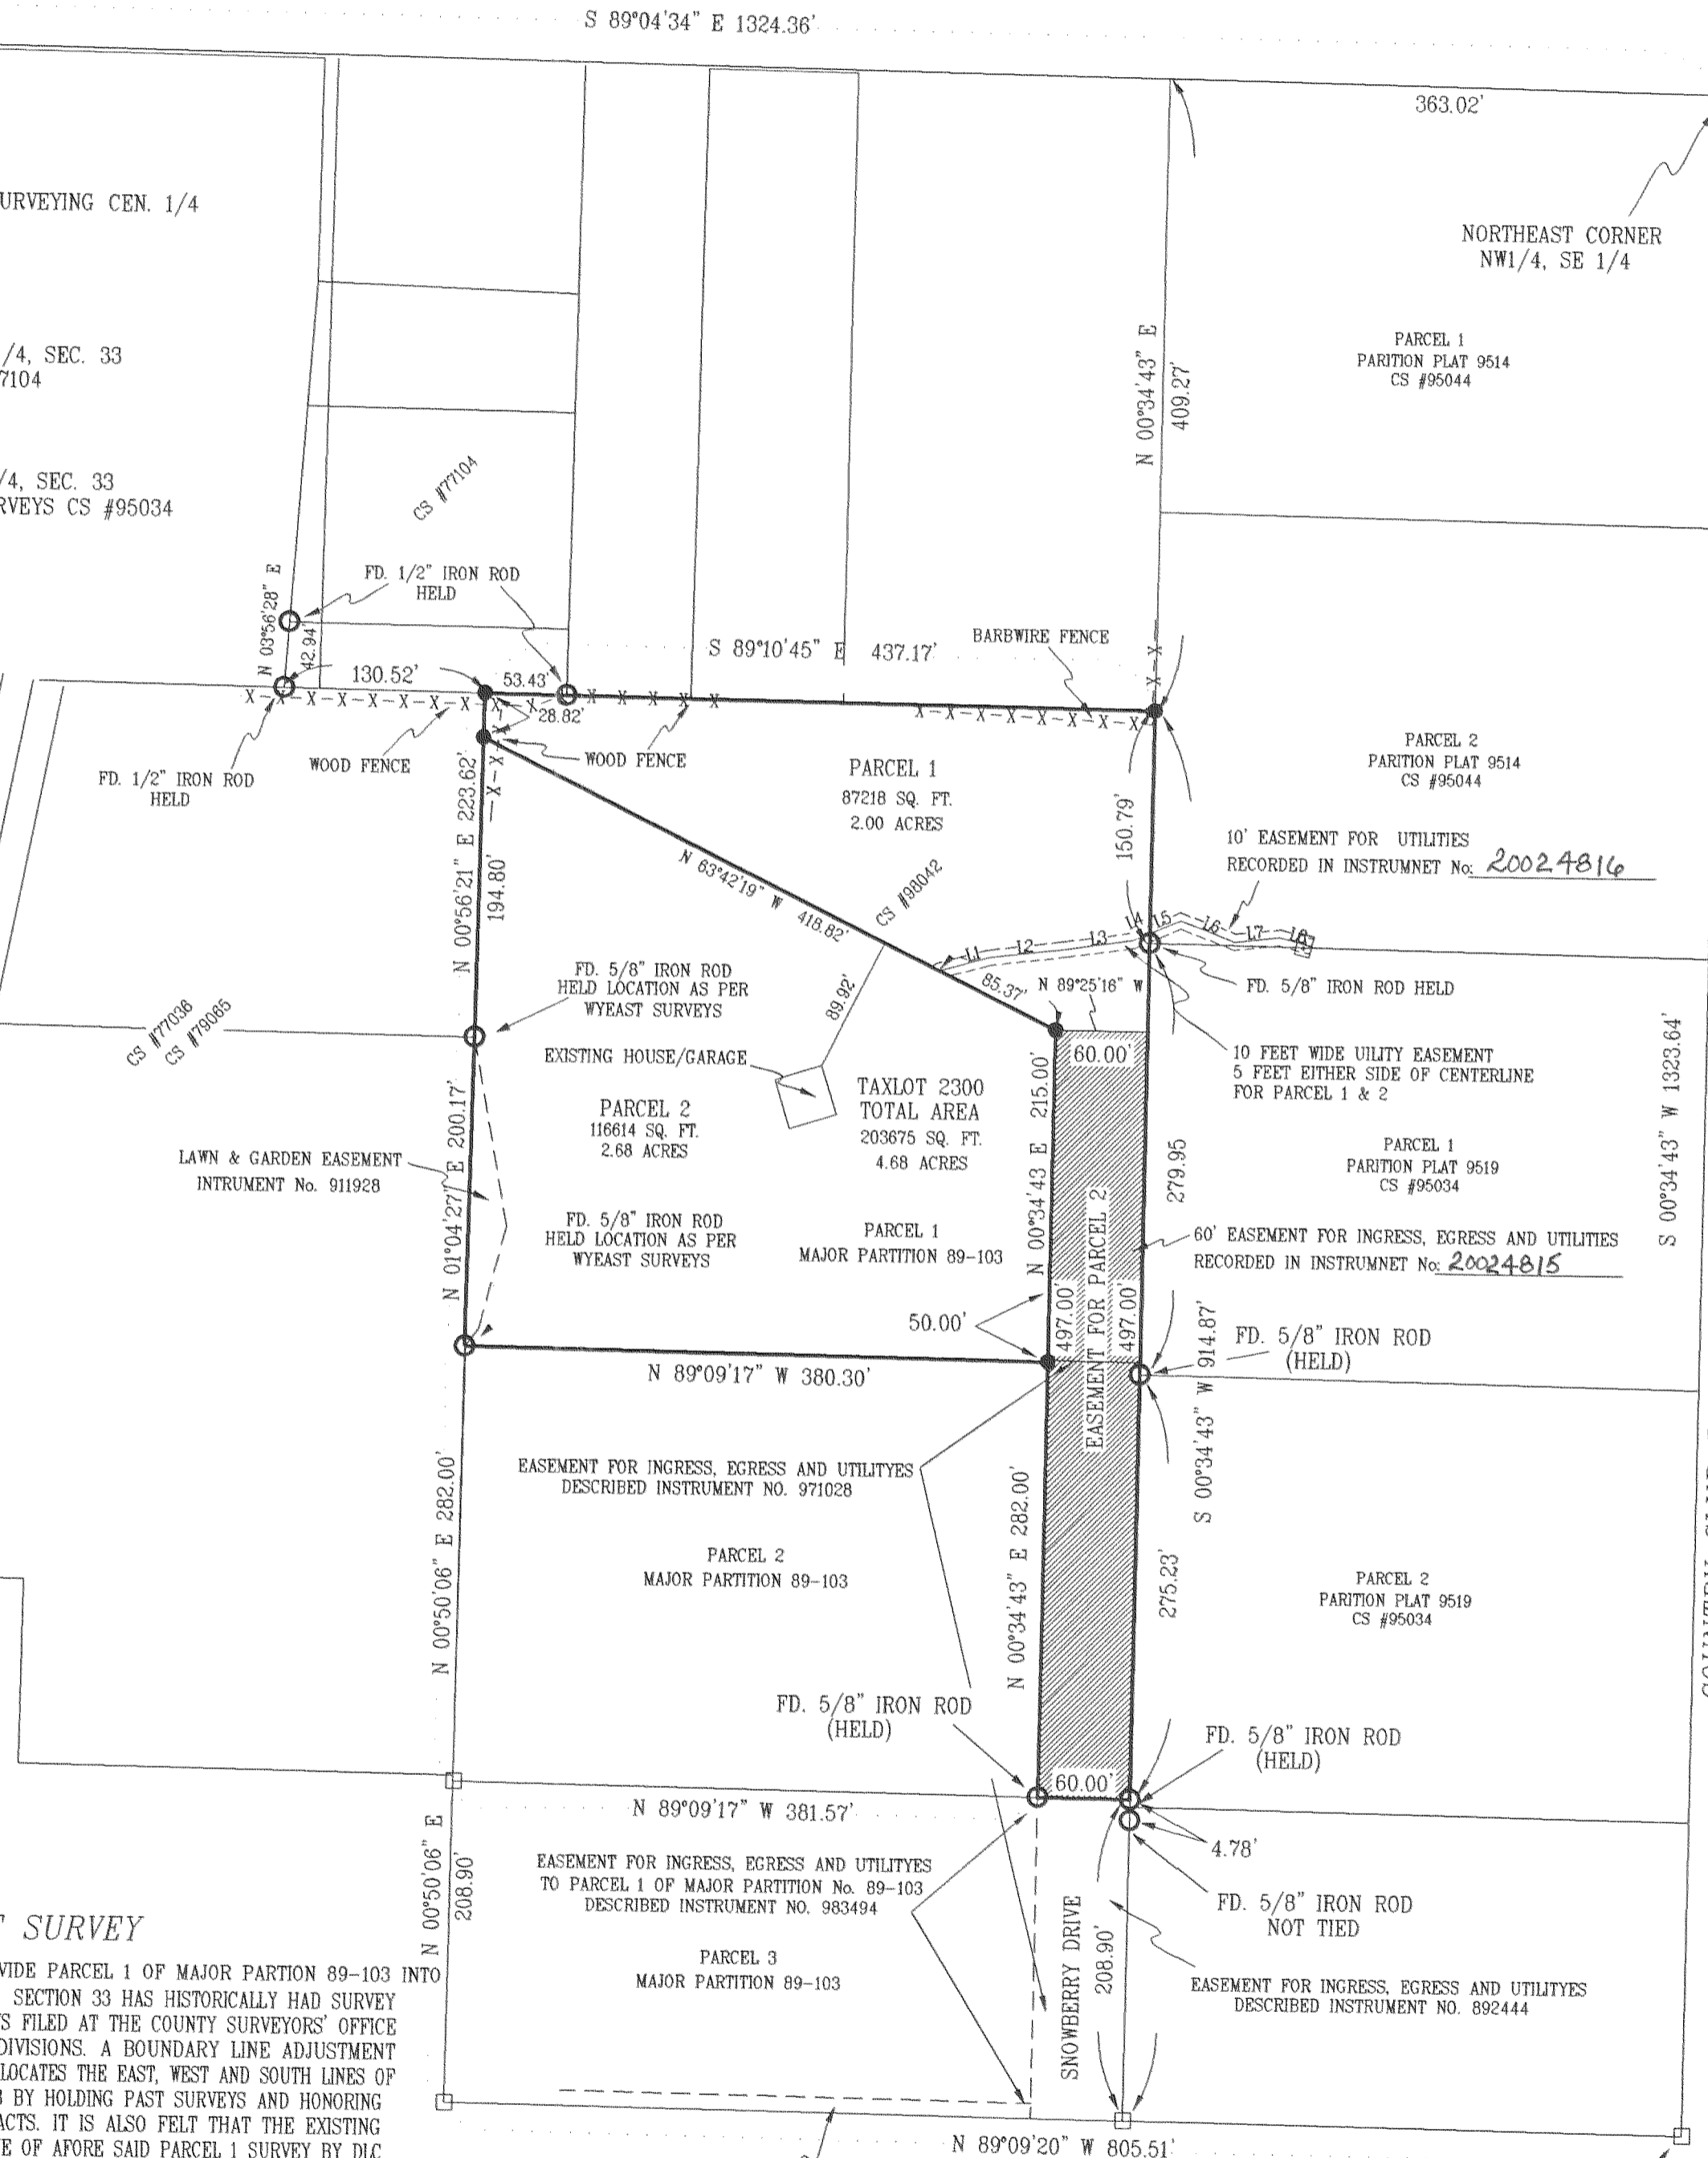 S 89°04'34" E 1324.36'
363.02'
URVEYING CEN. 1/4
NORTHEAST CORNER
NW1/4, SE 1/4
/4, SEC. 33
7104
N 00°34'43" E
409.27'
PARCEL 1
PARITION PLAT 9514
CS #95044
/4, SEC. 33
RVEYS CS #95034
CS #77104
FD. 1/2" IRON ROD
HELD
N 03°56'28" E
42.94'
S 89°10'45" E 437.17'
BARBWIRE FENCE
130.52'
53.43'
28.82'
X-X-X-X-X-X-X-X
X X X X X
X-X-X-X-X-X-X-X
X-X
FD. 1/2" IRON ROD
HELD
WOOD FENCE
WOOD FENCE
PARCEL 1
87218 SQ. FT.
2.00 ACRES
PARCEL 2
PARITION PLAT 9514
CS #95044
N 00°56'21" E 223.62'
194.80'
X-X
150.79'
10' EASEMENT FOR UTILITIES
RECORDED IN INSTRUMNET No: 20024816
N 63°42'19" W 418.82'
CS #98042
L1 L2 L3 L4 L5 L6 L7 L8
85.37'
N 89°25'16" W
FD. 5/8" IRON ROD HELD
FD. 5/8" IRON ROD
HELD LOCATION AS PER
WYEAST SURVEYS
89.92'
CS #77036
CS #79065
EXISTING HOUSE/GARAGE
60.00'
10 FEET WIDE UILITY EASEMENT
5 FEET EITHER SIDE OF CENTERLINE
FOR PARCEL 1 & 2
S 00°34'43" W 1323.64'
PARCEL 2
116614 SQ. FT.
2.68 ACRES
TAXLOT 2300
TOTAL AREA
203675 SQ. FT.
4.68 ACRES
N 00°34'43 E 215.00'
279.95
PARCEL 1
PARITION PLAT 9519
CS #95034
LAWN & GARDEN EASEMENT
INTRUMENT No. 911928
N 01°04'27" E 200.17'
FD. 5/8" IRON ROD
HELD LOCATION AS PER
WYEAST SURVEYS
PARCEL 1
MAJOR PARTITION 89-103
EASEMENT FOR PARCEL 2
60' EASEMENT FOR INGRESS, EGRESS AND UTILITIES
RECORDED IN INSTRUMNET No: 20024815
50.00'
497.00'
497.00'
S 00°34'43" W 914.87'
FD. 5/8" IRON ROD
(HELD)
N 89°09'17" W 380.30'
N 00°50'06" E 282.00'
EASEMENT FOR INGRESS, EGRESS AND UTILITYES
DESCRIBED INSTRUMENT NO. 971028
N 00°34'43" E 282.00'
PARCEL 2
MAJOR PARTITION 89-103
275.23'
PARCEL 2
PARITION PLAT 9519
CS #95034
FD. 5/8" IRON ROD
(HELD)
FD. 5/8" IRON ROD
(HELD)
60.00'
N 89°09'17" W 381.57'
4.78'
N 00°50'06" E
208.90'
EASEMENT FOR INGRESS, EGRESS AND UTILITYES
TO PARCEL 1 OF MAJOR PARTITION No. 89-103
DESCRIBED INSTRUMENT NO. 983494
FD. 5/8" IRON ROD
NOT TIED
PARCEL 3
MAJOR PARTITION 89-103
SNOWBERRY DRIVE
208.90'
EASEMENT FOR INGRESS, EGRESS AND UTILITYES
DESCRIBED INSTRUMENT NO. 892444
SURVEY
VIDE PARCEL 1 OF MAJOR PARTION 89-103 INTO
SECTION 33 HAS HISTORICALLY HAD SURVEY
S FILED AT THE COUNTY SURVEYORS' OFFICE
DIVISIONS. A BOUNDARY LINE ADJUSTMENT
LOCATES THE EAST, WEST AND SOUTH LINES OF
BY HOLDING PAST SURVEYS AND HONORING
ACTS. IT IS ALSO FELT THAT THE EXISTING
E OF AFORE SAID PARCEL 1 SURVEY BY DLC
N 89°09'20" W 805.51'